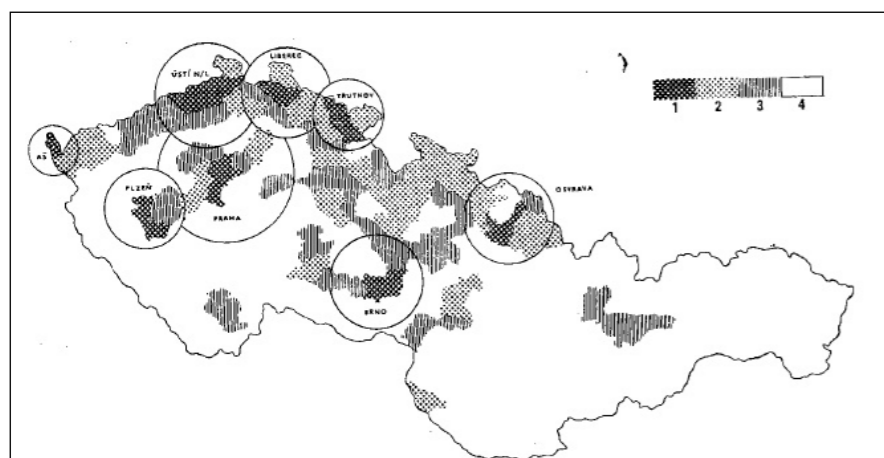 LIBEREC
ÚSTÍ N/L
TRUTNOV
1 2 3 4
AŠ
PLZEŇ
OSTRAVA
PRAHA
BRNO